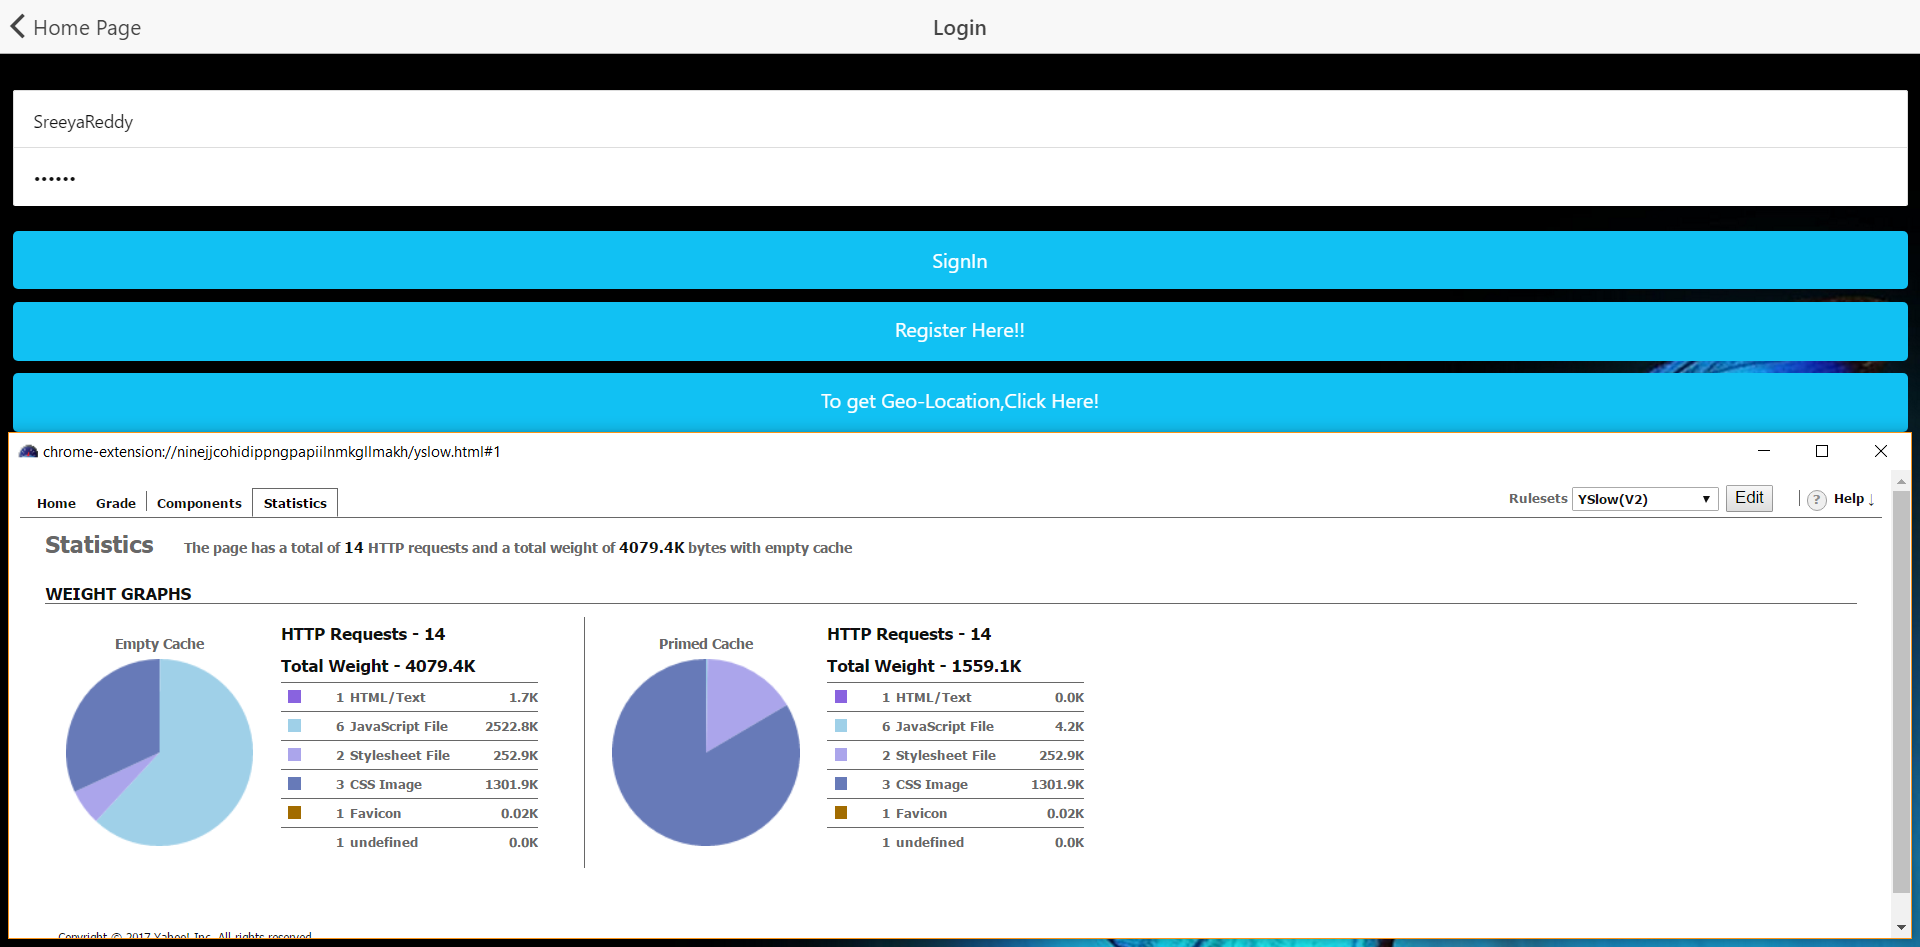 Home Page
Login
SreeyaReddy
••••••
SignIn
Register Here!!
To get Geo-Location,Click Here!
chrome-extension://ninejjcohidippngpapiilnmkgllmakh/yslow.html#1
Home Grade Components Statistics Rulesets YSlow(V2) Edit ? Help ↓
Statistics The page has a total of 14 HTTP requests and a total weight of 4079.4K bytes with empty cache
WEIGHT GRAPHS
Empty Cache
HTTP Requests - 14
Total Weight - 4079.4K
1 HTML/Text 1.7K
6 JavaScript File 2522.8K
2 Stylesheet File 252.9K
3 CSS Image 1301.9K
1 Favicon 0.02K
1 undefined 0.0K
Primed Cache
HTTP Requests - 14
Total Weight - 1559.1K
1 HTML/Text 0.0K
6 JavaScript File 4.2K
2 Stylesheet File 252.9K
3 CSS Image 1301.9K
1 Favicon 0.02K
1 undefined 0.0K
Copyright © 2017 Yahoo! Inc. All rights reserved.